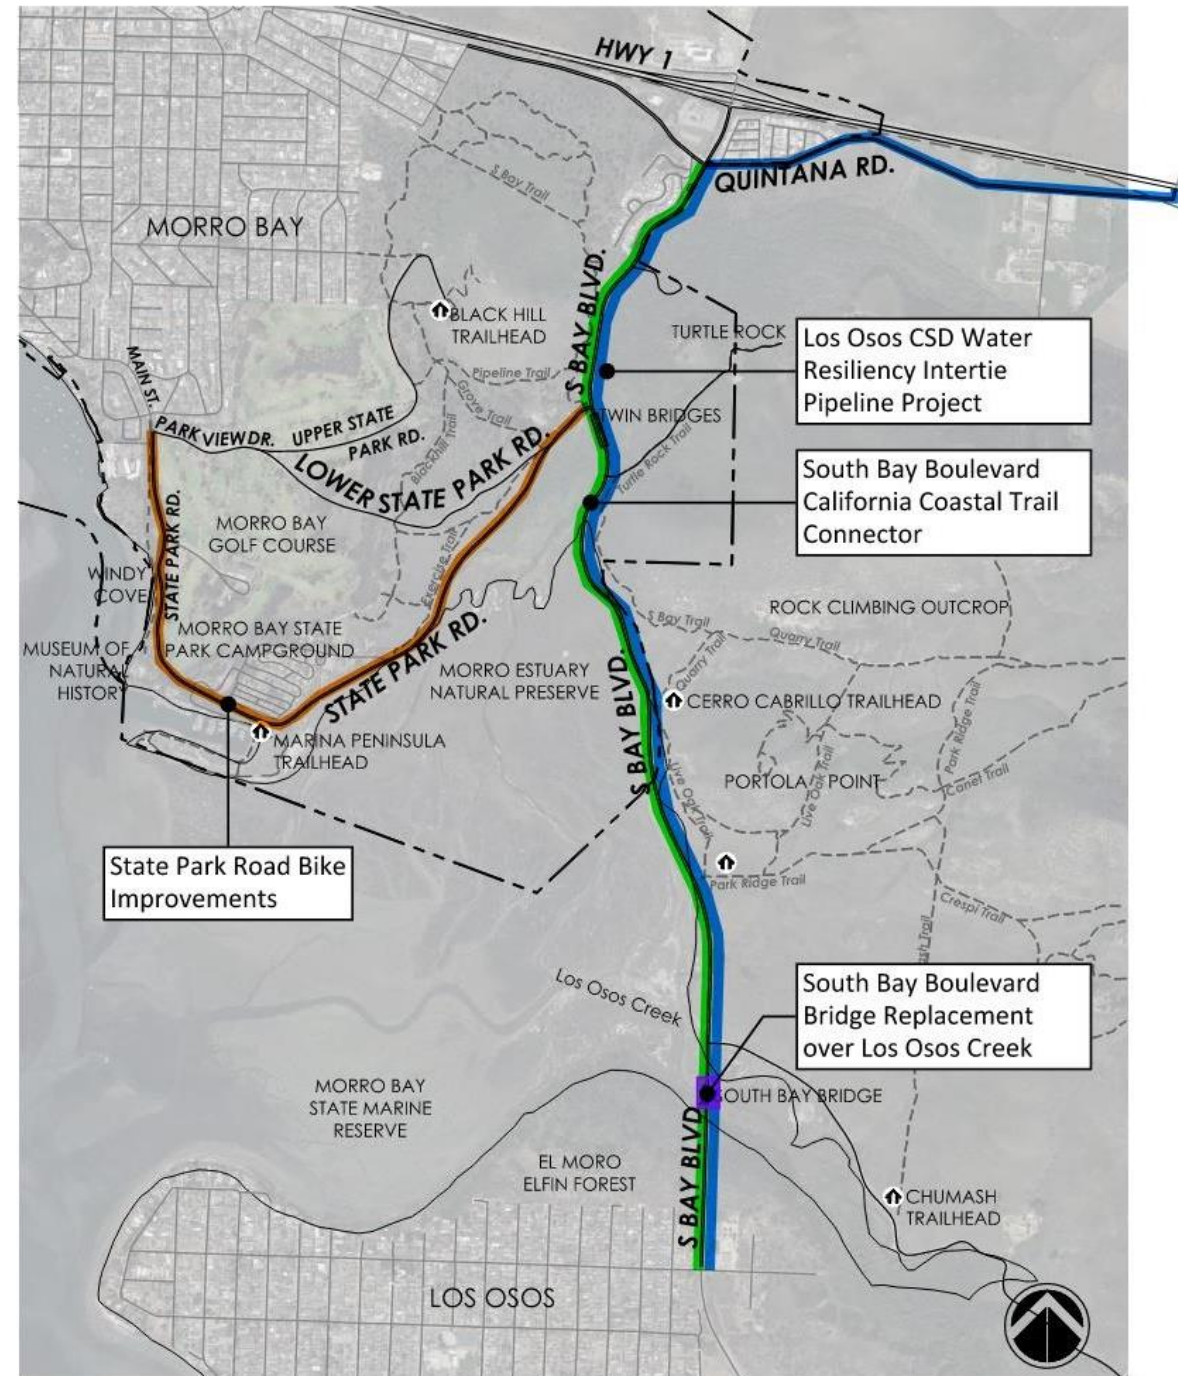 HWY 1
QUINTANA RD.
S Bay Trail
MORRO BAY
S BAY BLVD.
BLACK HILL
TRAILHEAD
TURTLE ROCK
Los Osos CSD Water
Resiliency Intertie
Pipeline Project
MAIN ST.
Pipeline Trail
Grove Trail
TWIN BRIDGES
PARK VIEW DR.
UPPER STATE
PARK RD.
Blackhill Trail
LOWER STATE PARK RD.
Turtle Rock Trail
South Bay Boulevard
California Coastal Trail
Connector
STATE PARK RD.
MORRO BAY
GOLF COURSE
Exercise Trail
WINDY
COVE
ROCK CLIMBING OUTCROP
S Bay Trail
Quarry Trail
Quarry Trail
MORRO BAY STATE
PARK CAMPGROUND
MUSEUM OF
NATURAL
HISTORY
STATE PARK RD.
MORRO ESTUARY
NATURAL PRESERVE
S BAY BLVD.
CERRO CABRILLO TRAILHEAD
Park Ridge Trail
MARINA PENINSULA
TRAILHEAD
Live Oak Trail
PORTOLA POINT
Live Oak Trail
Canet Trail
State Park Road Bike
Improvements
Park Ridge Trail
Crespi Trail
Trail
Los Osos Creek
South Bay Boulevard
Bridge Replacement
over Los Osos Creek
MORRO BAY
STATE MARINE
RESERVE
SOUTH BAY BRIDGE
S BAY BLVD
EL MORO
ELFIN FOREST
CHUMASH
TRAILHEAD
LOS OSOS